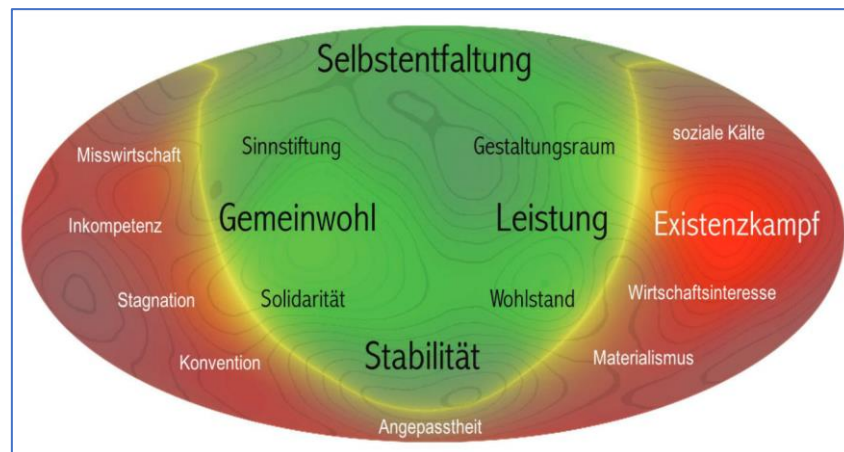 Selbstentfaltung
soziale Kälte
Misswirtschaft
Sinnstiftung
Gestaltungsraum
Inkompetenz
Gemeinwohl
Leistung
Existenzkampf
Stagnation
Solidarität
Wohlstand
Wirtschaftsinteresse
Konvention
Stabilität
Materialismus
Angepasstheit